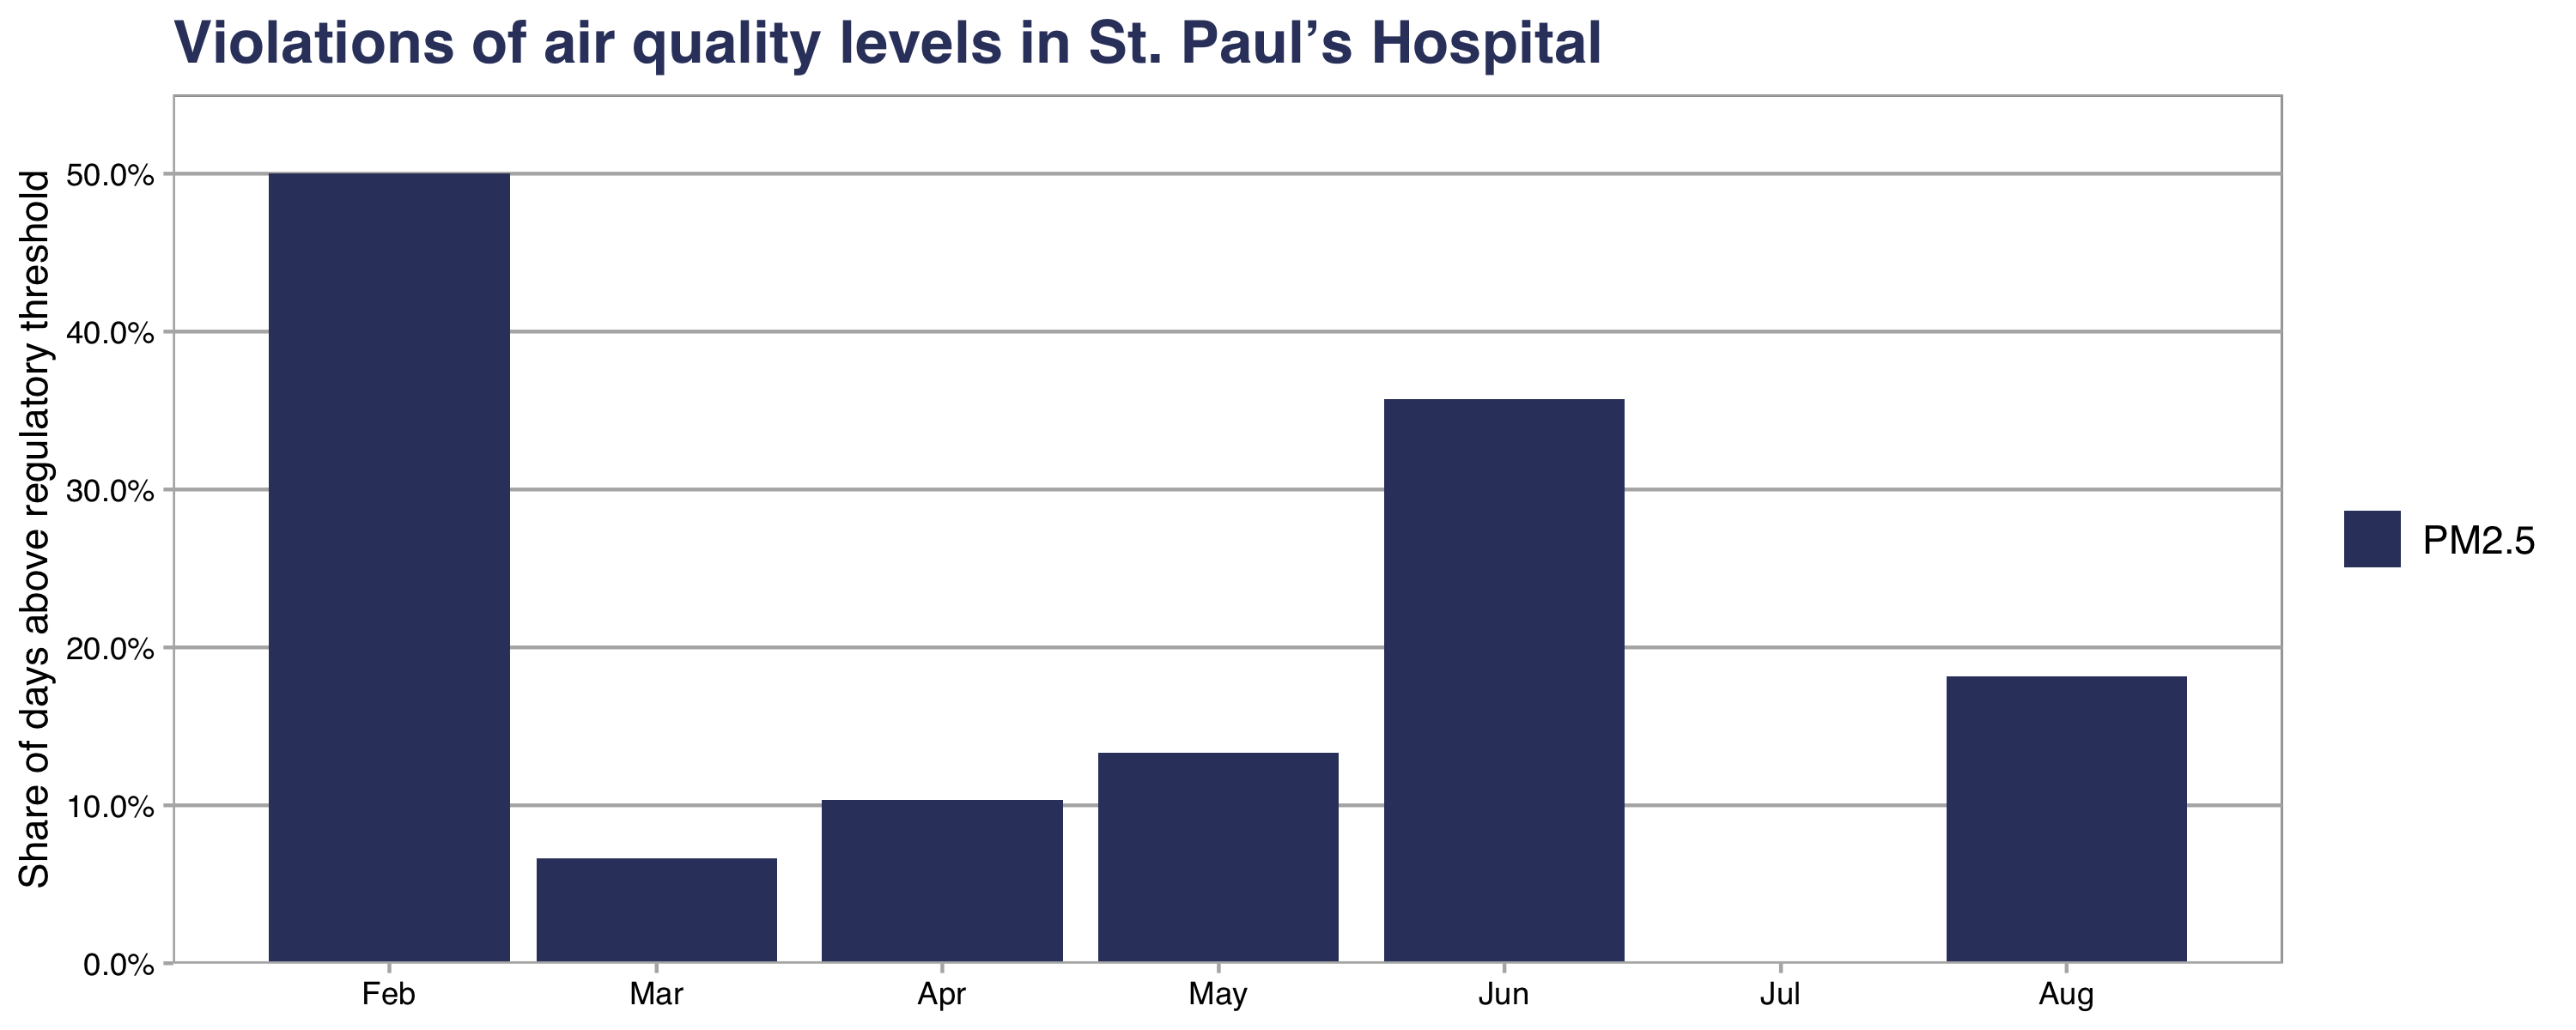 Violations of air quality levels in St. Paul’s Hospital
Share of days above regulatory threshold
50.0%
40.0%
30.0%
20.0%
10.0%
0.0%
Feb Mar Apr May Jun Jul Aug
PM2.5